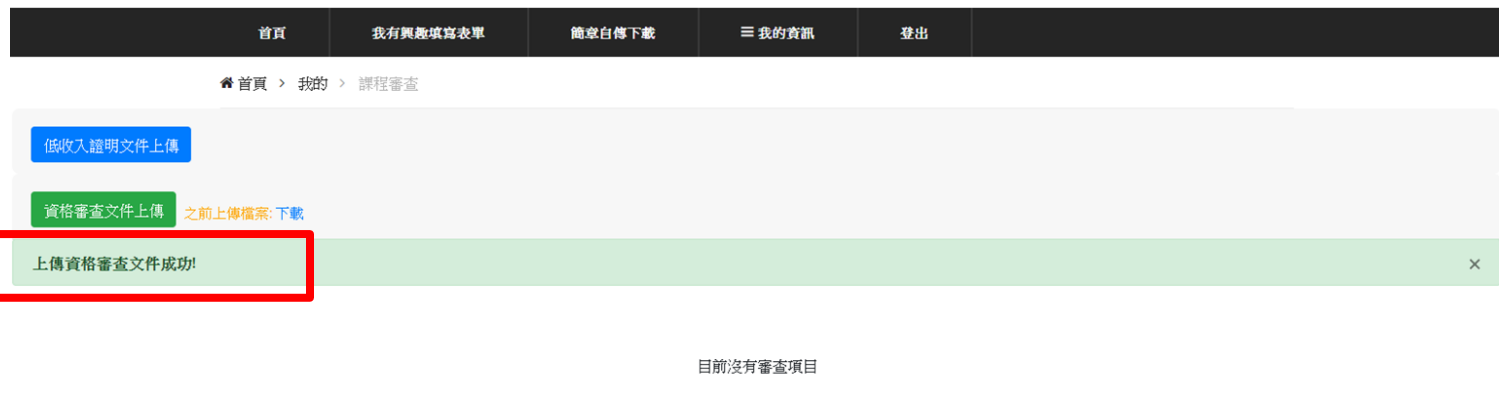 首頁 我有興趣填寫表單 簡章自傳下載 ☰ 我的資訊 登出
首頁 > 我的 > 課程審查
低收入證明文件上傳
資格審查文件上傳 之前上傳檔案: 下載
上傳資格審查文件成功! ×
目前沒有審查項目